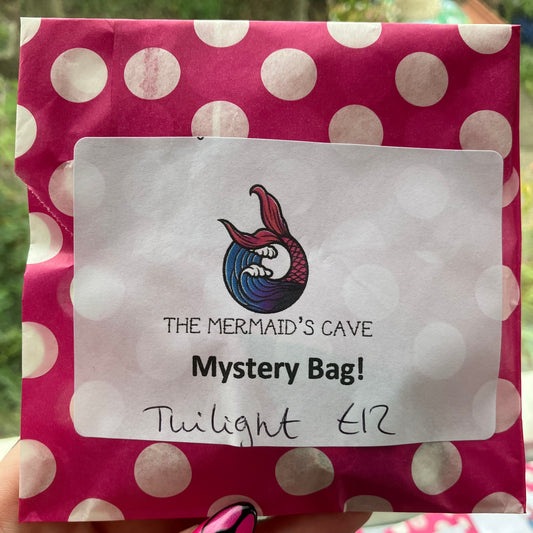 THE MERMAID'S CAVE
Mystery Bag!
Twilight £12